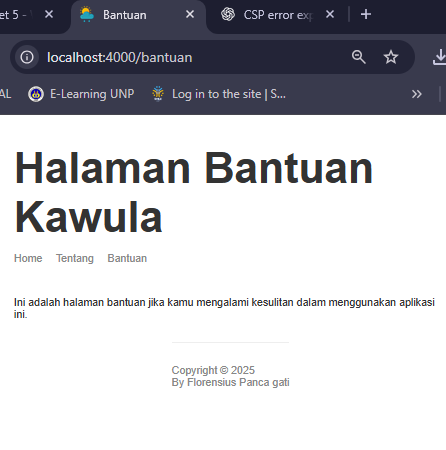 et 5 -
Bantuan
CSP error exp
localhost:4000/bantuan
AL
E-Learning UNP
Log in to the site | S...
Halaman Bantuan
Kawula
Home Tentang Bantuan
Ini adalah halaman bantuan jika kamu mengalami kesulitan dalam menggunakan aplikasi
ini.
Copyright © 2025
By Florensius Panca gati